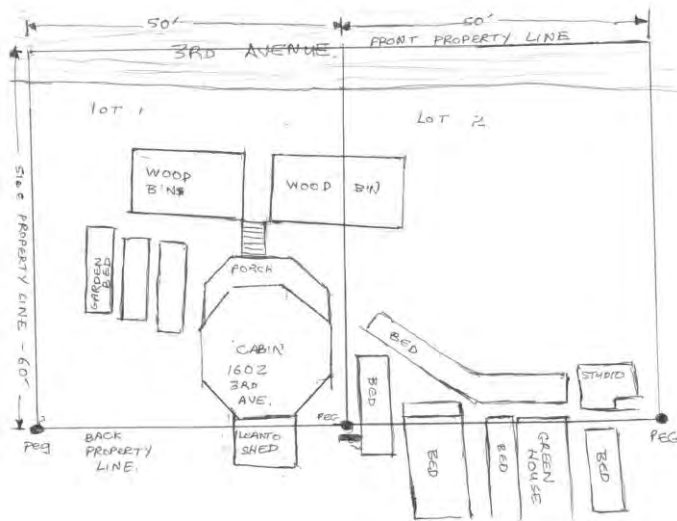 50'
50'
3RD AVENUE.
FRONT PROPERTY LINE
LOT 1
LOT 2
WOOD
BINS
WOOD BIN
SIDE PROPERTY LINE - 60'
GARDEN
BED
PORCH
CABIN
1602
3RD
AVE.
BED
BED
STUDIO
PEG
PEG
PEG
BACK
PROPERTY
LINE.
LEANTO
SHED
BED
BED
GREEN
HOUSE
BED